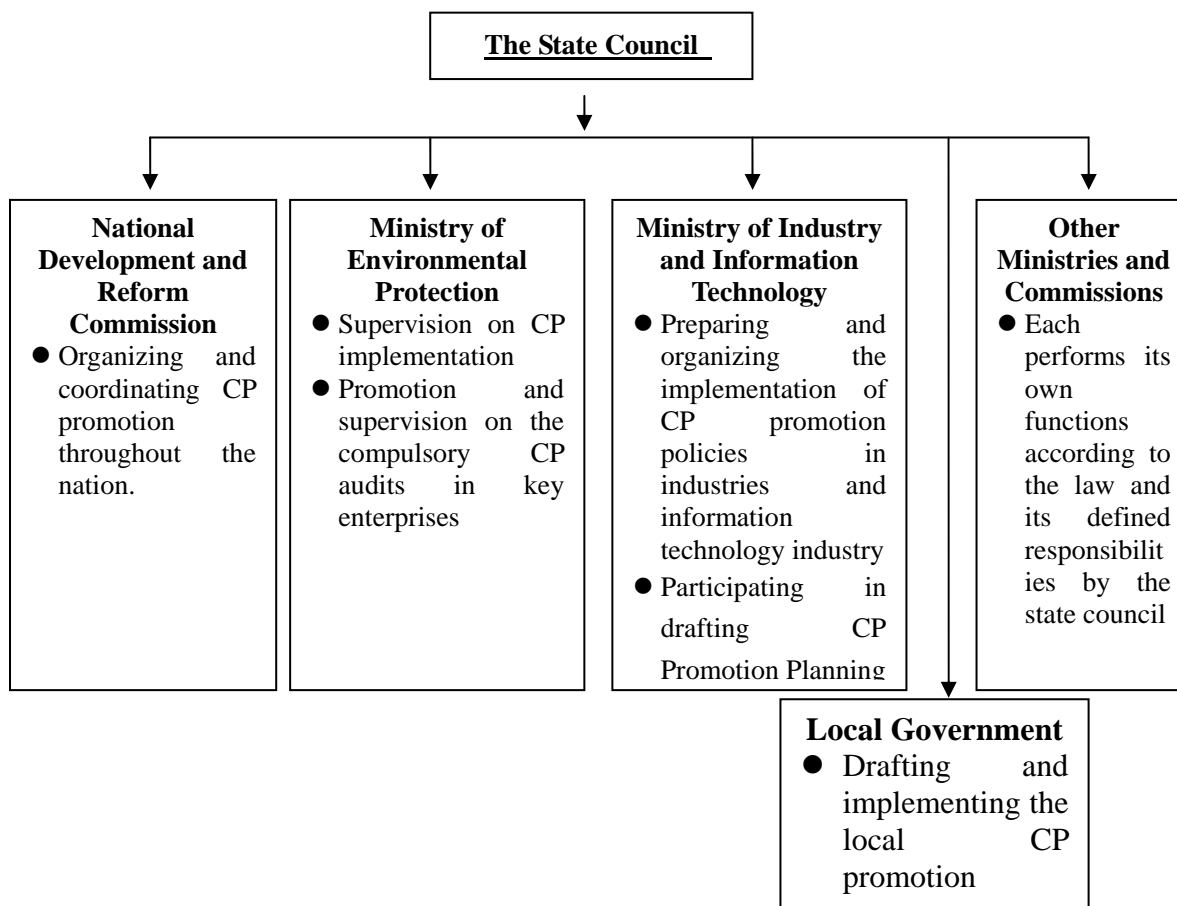 The State Council
National
Development and
Reform
Commission
● Organizing and
coordinating CP
promotion
throughout the
nation.
Ministry of
Environmental
Protection
● Supervision on CP
implementation
● Promotion and
supervision on the
compulsory CP
audits in key
enterprises
Ministry of Industry
and Information
Technology
● Preparing and
organizing the
implementation of
CP promotion
policies in
industries and
information
technology industry
● Participating in
drafting CP
Promotion Planning
Other
Ministries and
Commissions
● Each
performs its
own
functions
according to
the law and
its defined
responsibilit
ies by the
state council
Local Government
● Drafting and
implementing the
local CP
promotion